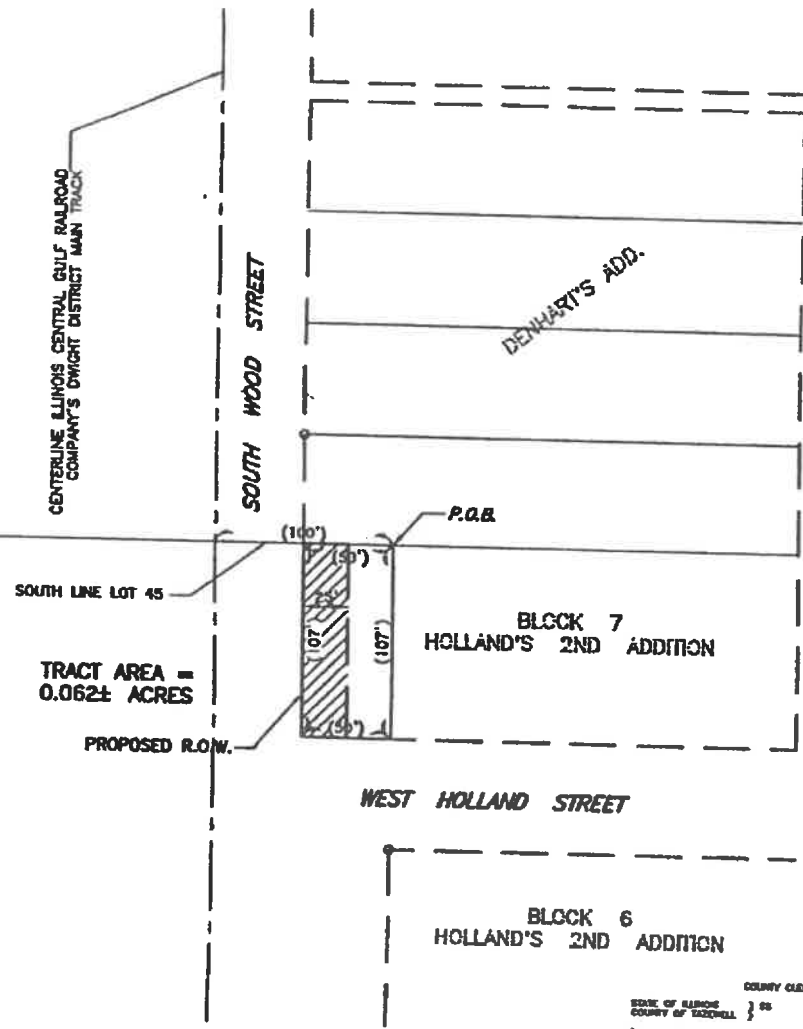 CENTERLINE ILLINOIS CENTRAL GULF RAILROAD
COMPANY'S DWIGHT DISTRICT MAIN TRACK
SOUTH WOOD STREET
DENHART'S ADD.
P.O.B.
(100')
(50')
SOUTH LINE LOT 45
25'
(107')
(107')
BLOCK 7
HOLLAND'S 2ND ADDITION
TRACT AREA =
0.062± ACRES
(50')
PROPOSED R.O.W.
WEST HOLLAND STREET
BLOCK 6
HOLLAND'S 2ND ADDITION
COUNTY
STATE OF ILLINOIS } SS
COUNTY OF TAZEWELL }